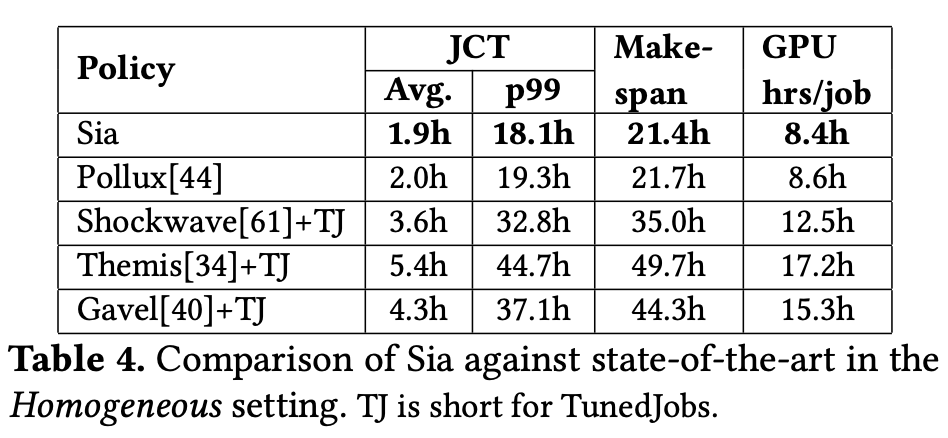 Policy JCT Make-span GPU hrs/job
Avg. p99
Sia 1.9h 18.1h 21.4h 8.4h
Pollux[44] 2.0h 19.3h 21.7h 8.6h
Shockwave[61]+TJ 3.6h 32.8h 35.0h 12.5h
Themis[34]+TJ 5.4h 44.7h 49.7h 17.2h
Gavel[40]+TJ 4.3h 37.1h 44.3h 15.3h
Table 4. Comparison of Sia against state-of-the-art in the
Homogeneous setting. TJ is short for TunedJobs.